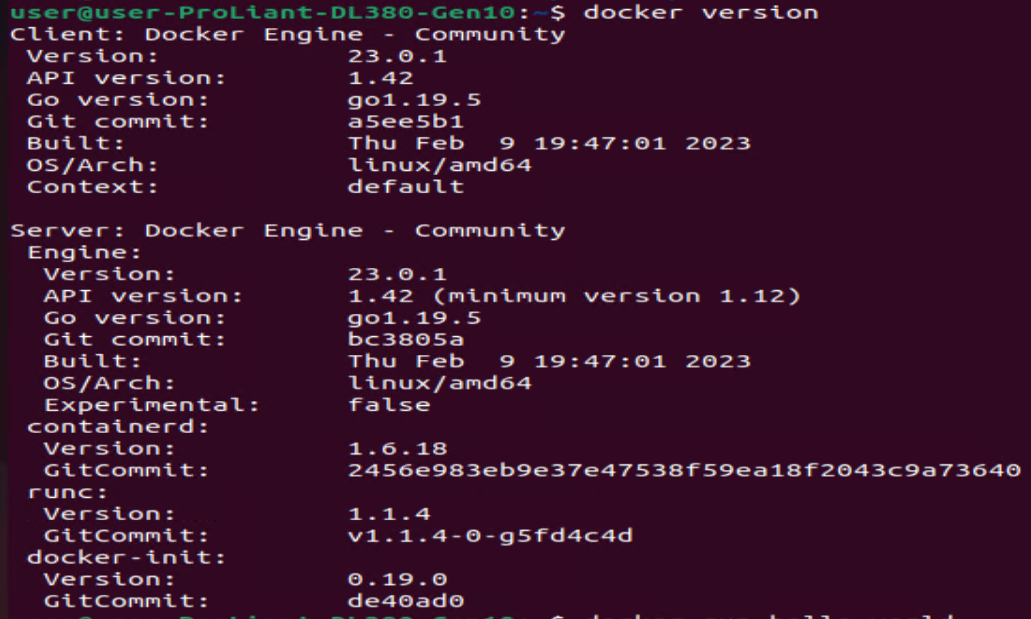 user@user-ProLiant-DL380-Gen10:~$ docker version
Client: Docker Engine - Community
 Version:           23.0.1
 API version:       1.42
 Go version:        go1.19.5
 Git commit:        a5ee5b1
 Built:             Thu Feb  9 19:47:01 2023
 OS/Arch:           linux/amd64
 Context:           default

Server: Docker Engine - Community
 Engine:
  Version:          23.0.1
  API version:      1.42 (minimum version 1.12)
  Go version:       go1.19.5
  Git commit:       bc3805a
  Built:            Thu Feb  9 19:47:01 2023
  OS/Arch:          linux/amd64
  Experimental:     false
 containerd:
  Version:          1.6.18
  GitCommit:        2456e983eb9e37e47538f59ea18f2043c9a73640
 runc:
  Version:          1.1.4
  GitCommit:        v1.1.4-0-g5fd4c4d
 docker-init:
  Version:          0.19.0
  GitCommit:        de40ad0